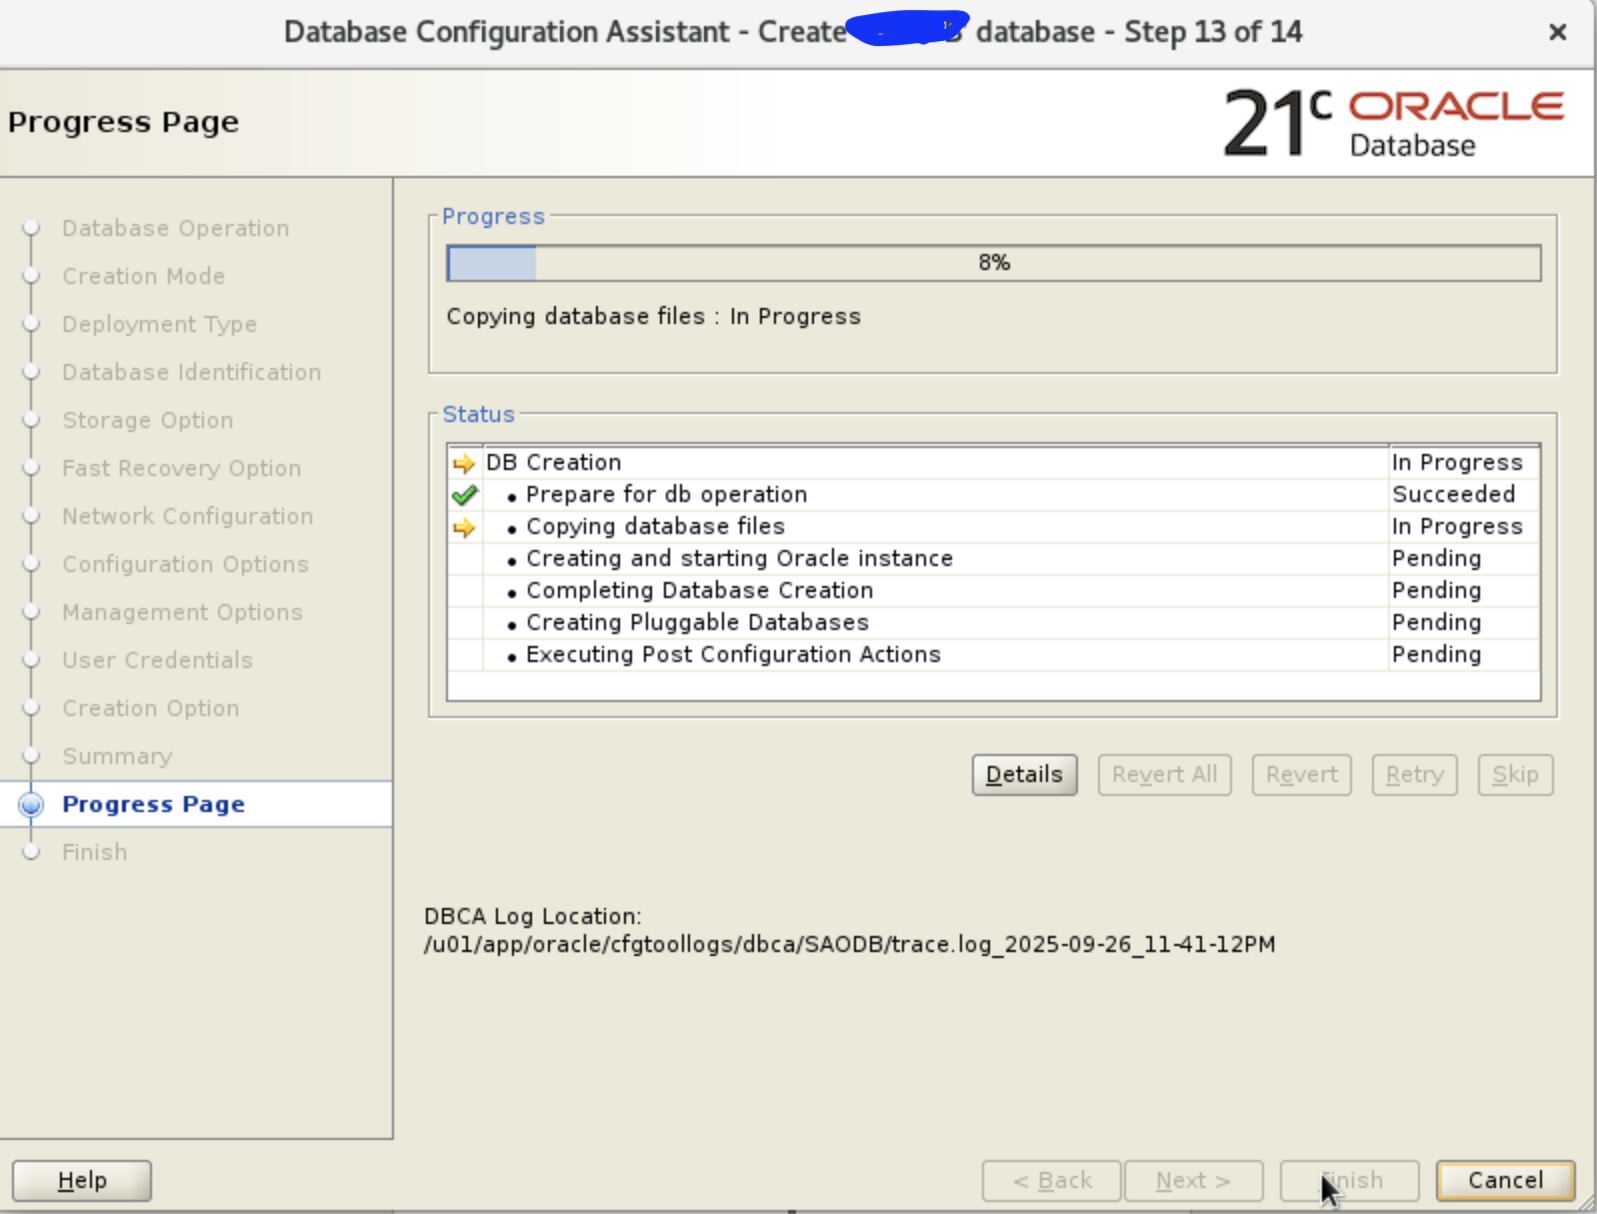 Database Configuration Assistant - Create database - Step 13 of 14
Progress Page
21c ORACLE
Database
Database Operation
Creation Mode
Deployment Type
Database Identification
Storage Option
Fast Recovery Option
Network Configuration
Configuration Options
Management Options
User Credentials
Creation Option
Summary
Progress Page
Finish
Progress
8%
Copying database files : In Progress
Status
DB Creation In Progress
• Prepare for db operation Succeeded
• Copying database files In Progress
• Creating and starting Oracle instance Pending
• Completing Database Creation Pending
• Creating Pluggable Databases Pending
• Executing Post Configuration Actions Pending
Details Revert All Revert Retry Skip
DBCA Log Location:
/u01/app/oracle/cfgtoollogs/dbca/SAODB/trace.log_2025-09-26_11-41-12PM
Help < Back Next > Finish Cancel